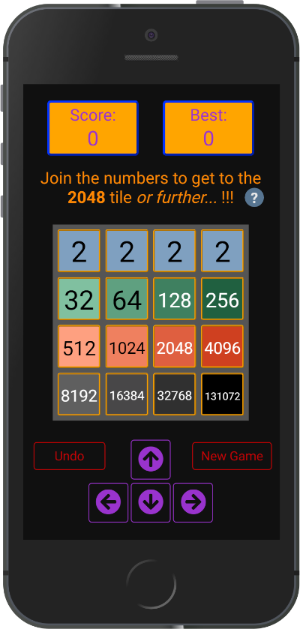 Score:
0
Best:
0
Join the numbers to get to the
2048 tile or further... !!!
?
2 2 2 2
32 64 128 256
512 1024 2048 4096
8192 16384 32768 131072
Undo
New Game